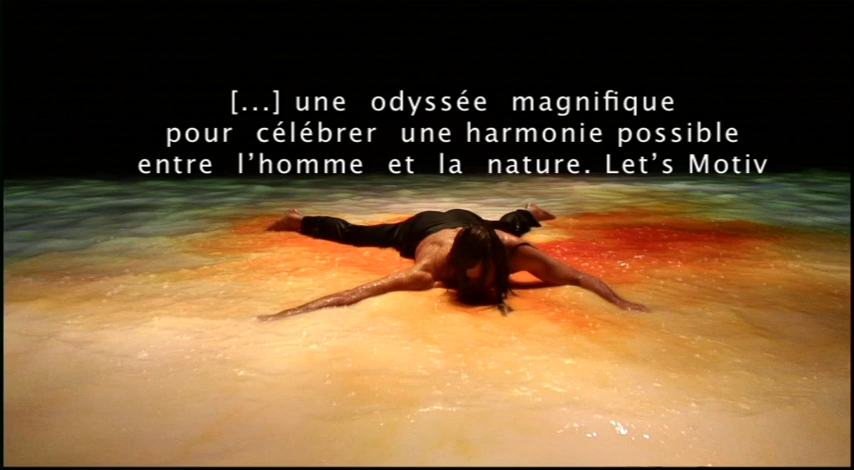 [...] une odyssée magnifique
pour célébrer une harmonie possible
entre l'homme et la nature. Let's Motiv